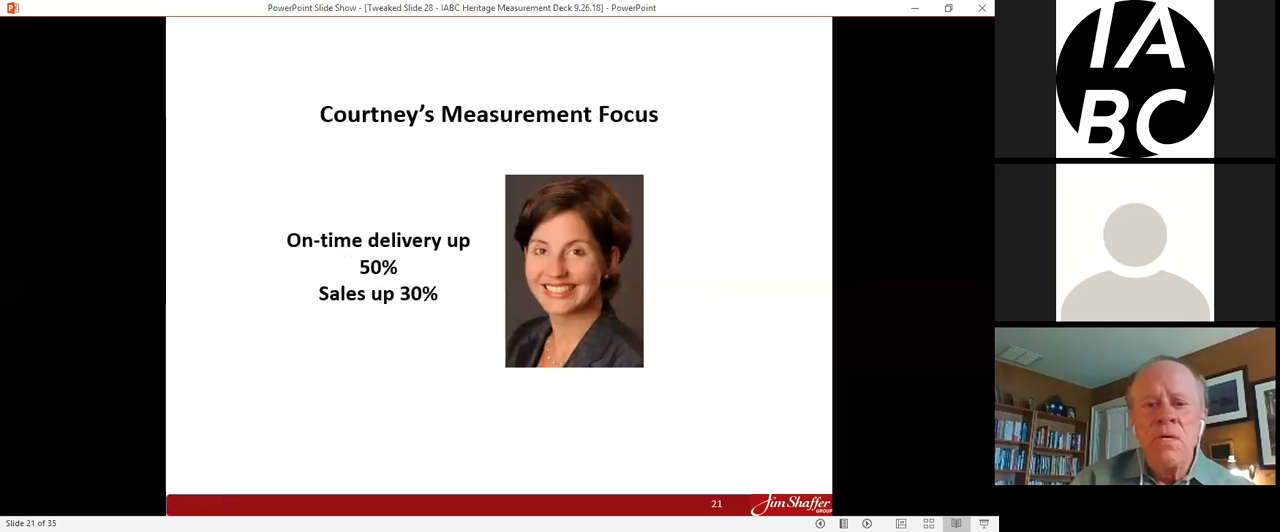 PowerPoint Slide Show - [Tweaked Slide 28 - IABC Heritage Measurement Deck 9.26.18] - PowerPoint
Courtney’s Measurement Focus
On-time delivery up
50%
Sales up 30%
21
Jim Shaffer
GROUP
Slide 21 of 35
IA
BC